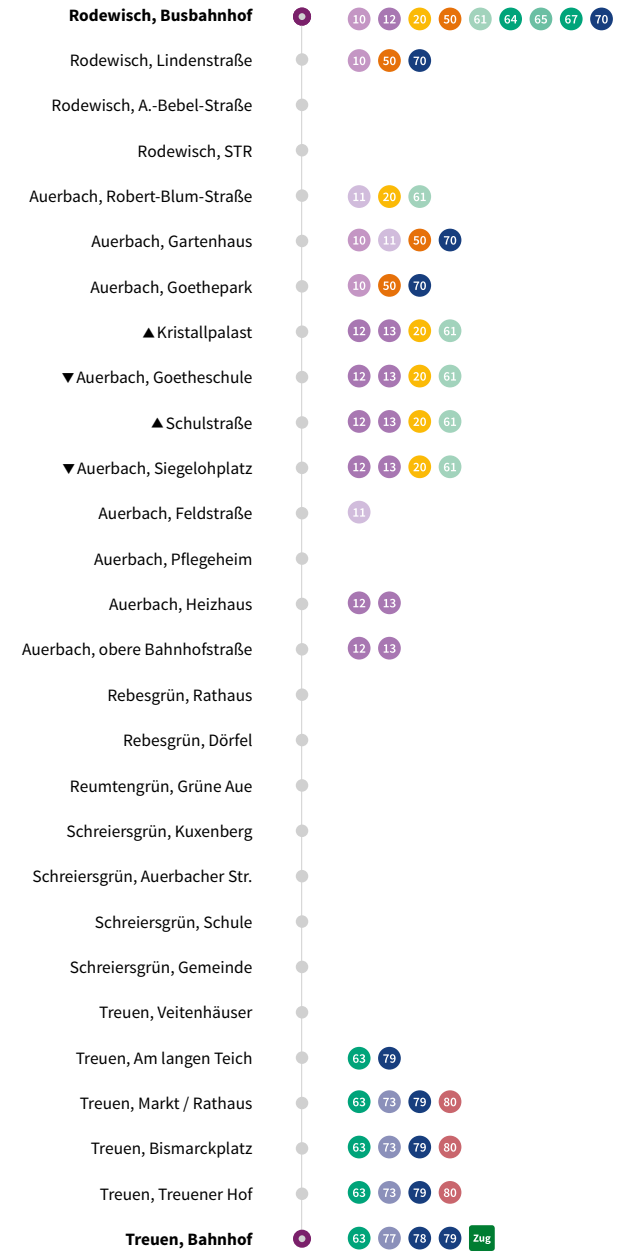 Rodewisch, Busbahnhof 10 12 20 50 61 64 65 67 70
Rodewisch, Lindenstraße 10 50 70
Rodewisch, A.-Bebel-Straße
Rodewisch, STR
Auerbach, Robert-Blum-Straße 11 20 61
Auerbach, Gartenhaus 10 11 50 70
Auerbach, Goethepark 10 50 70
▲Kristallpalast 12 13 20 61
▼Auerbach, Goetheschule 12 13 20 61
▲Schulstraße 12 13 20 61
▼Auerbach, Siegelohplatz 12 13 20 61
Auerbach, Feldstraße 11
Auerbach, Pflegeheim
Auerbach, Heizhaus 12 13
Auerbach, obere Bahnhofstraße 12 13
Rebesgrün, Rathaus
Rebesgrün, Dörfel
Reumtengrün, Grüne Aue
Schreiersgrün, Kuxenberg
Schreiersgrün, Auerbacher Str.
Schreiersgrün, Schule
Schreiersgrün, Gemeinde
Treuen, Veitenhäuser
Treuen, Am langen Teich 63 79
Treuen, Markt / Rathaus 63 73 79 80
Treuen, Bismarckplatz 63 73 79 80
Treuen, Treuener Hof 63 73 79 80
Treuen, Bahnhof 63 77 78 79 Zug